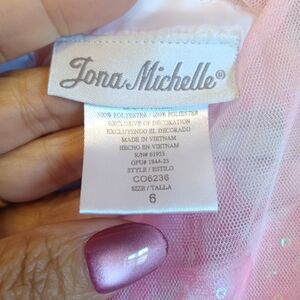 Jona Michelle®
100% POLYESTER / 100% POLIESTER
EXCLUSIVE OF DECORATION
EXCLUYENDO EL DECORADO
MADE IN VIETNAM
HECHO EN VIETNAM
RN# 61953
GPU# 1844-25
STYLE / ESTILO
CO6236
SIZE / TALLA
6